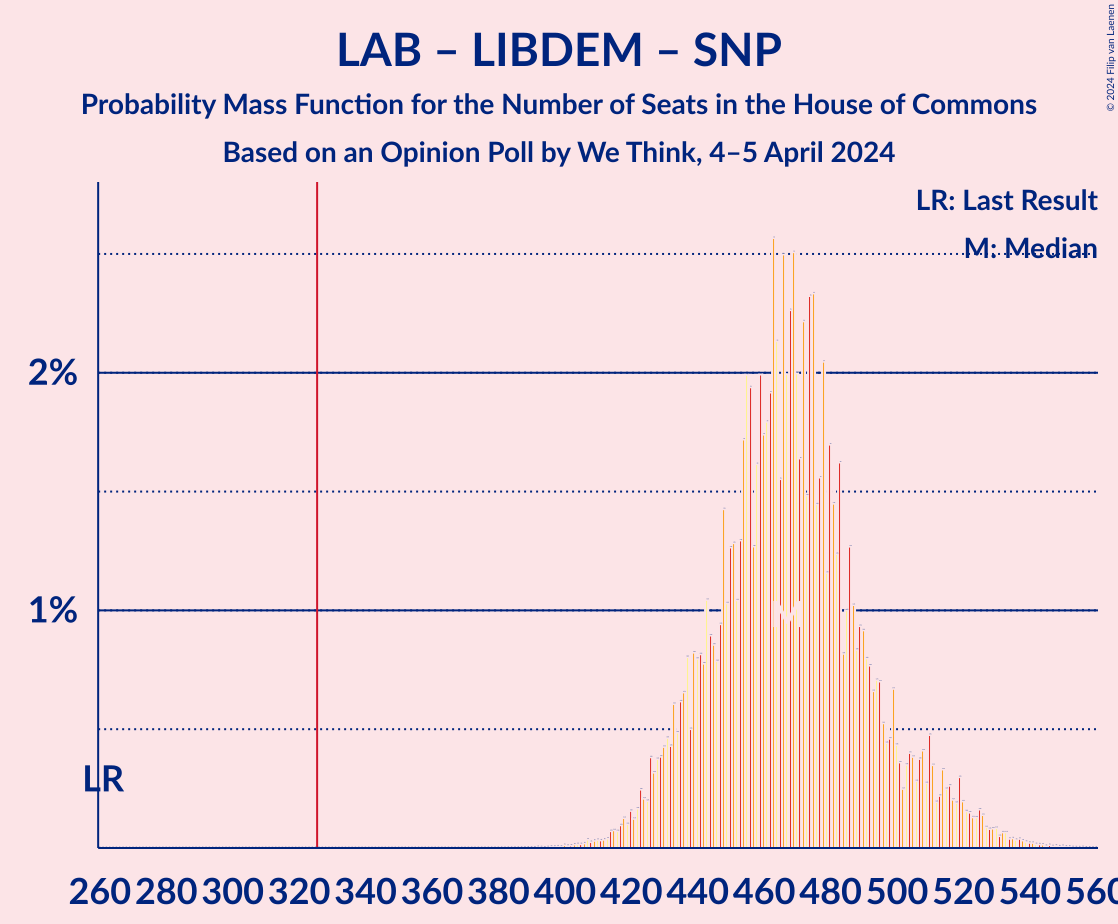 LAB – LIBDEM – SNP
Probability Mass Function for the Number of Seats in the House of Commons
Based on an Opinion Poll by We Think, 4–5 April 2024
© 2024 Filip van Laenen
LR: Last Result
M: Median
2%
1%
LR
M
260 280 300 320 340 360 380 400 420 440 460 480 500 520 540 560